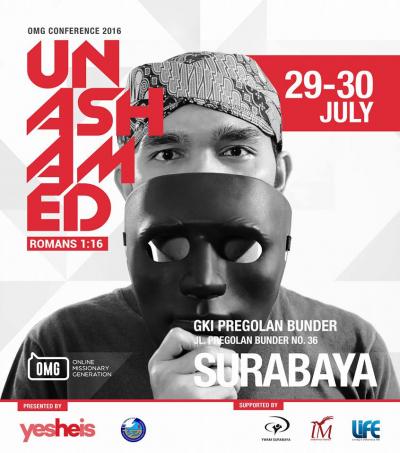 OMG CONFERENCE 2016
UN
ASH
AM
ED
ROMANS 1:16
29-30
JULY
GKI PREGOLAN BUNDER
JL. PREGOLAN BUNDER NO. 36
SURABAYA
OMG
ONLINE
MISSIONARY
GENERATION
PRESENTED BY
yesheis
SUPPORTED BY
YWAM SURABAYA
LIFE